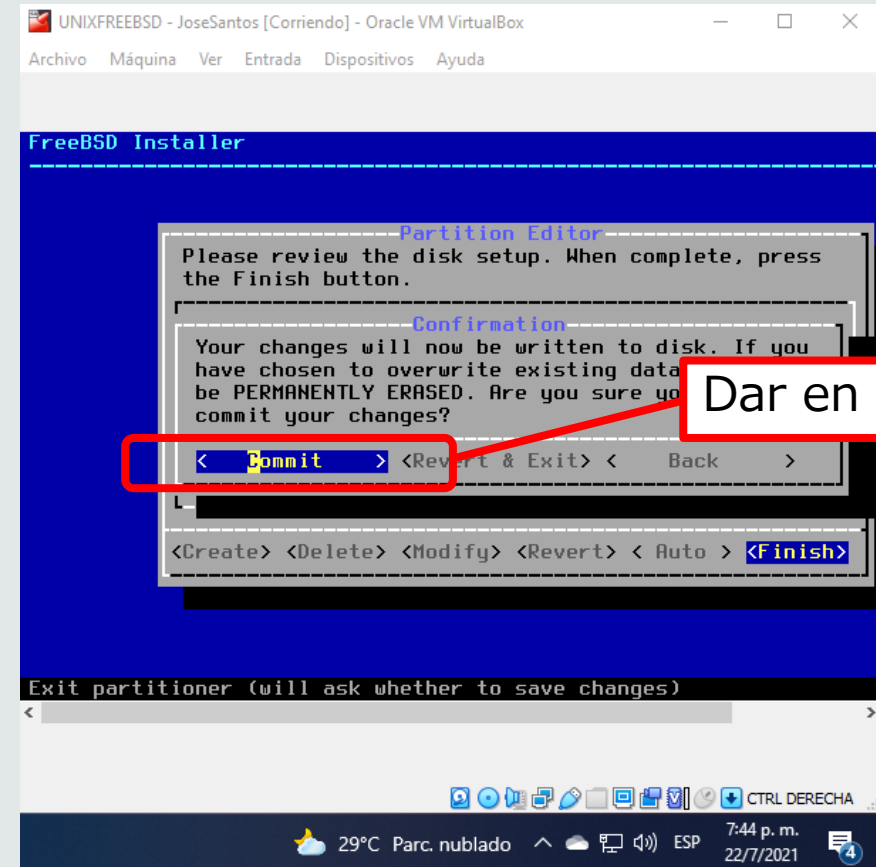 UNIXFREEBSD - JoseSantos [Corriendo] - Oracle VM VirtualBox
Archivo Máquina Ver Entrada Dispositivos Ayuda
FreeBSD Installer
Partition Editor
Please review the disk setup. When complete, press
the Finish button.
Confirmation
Your changes will now be written to disk. If you
have chosen to overwrite existing data
be PERMANENTLY ERASED. Are you sure yo
commit your changes?
Dar en
< Commit > <Revert & Exit> < Back >
<Create> <Delete> <Modify> <Revert> < Auto > <Finish>
Exit partitioner (will ask whether to save changes)
CTRL DERECHA
29°C Parc. nublado ESP 7:44 p. m.
22/7/2021
4